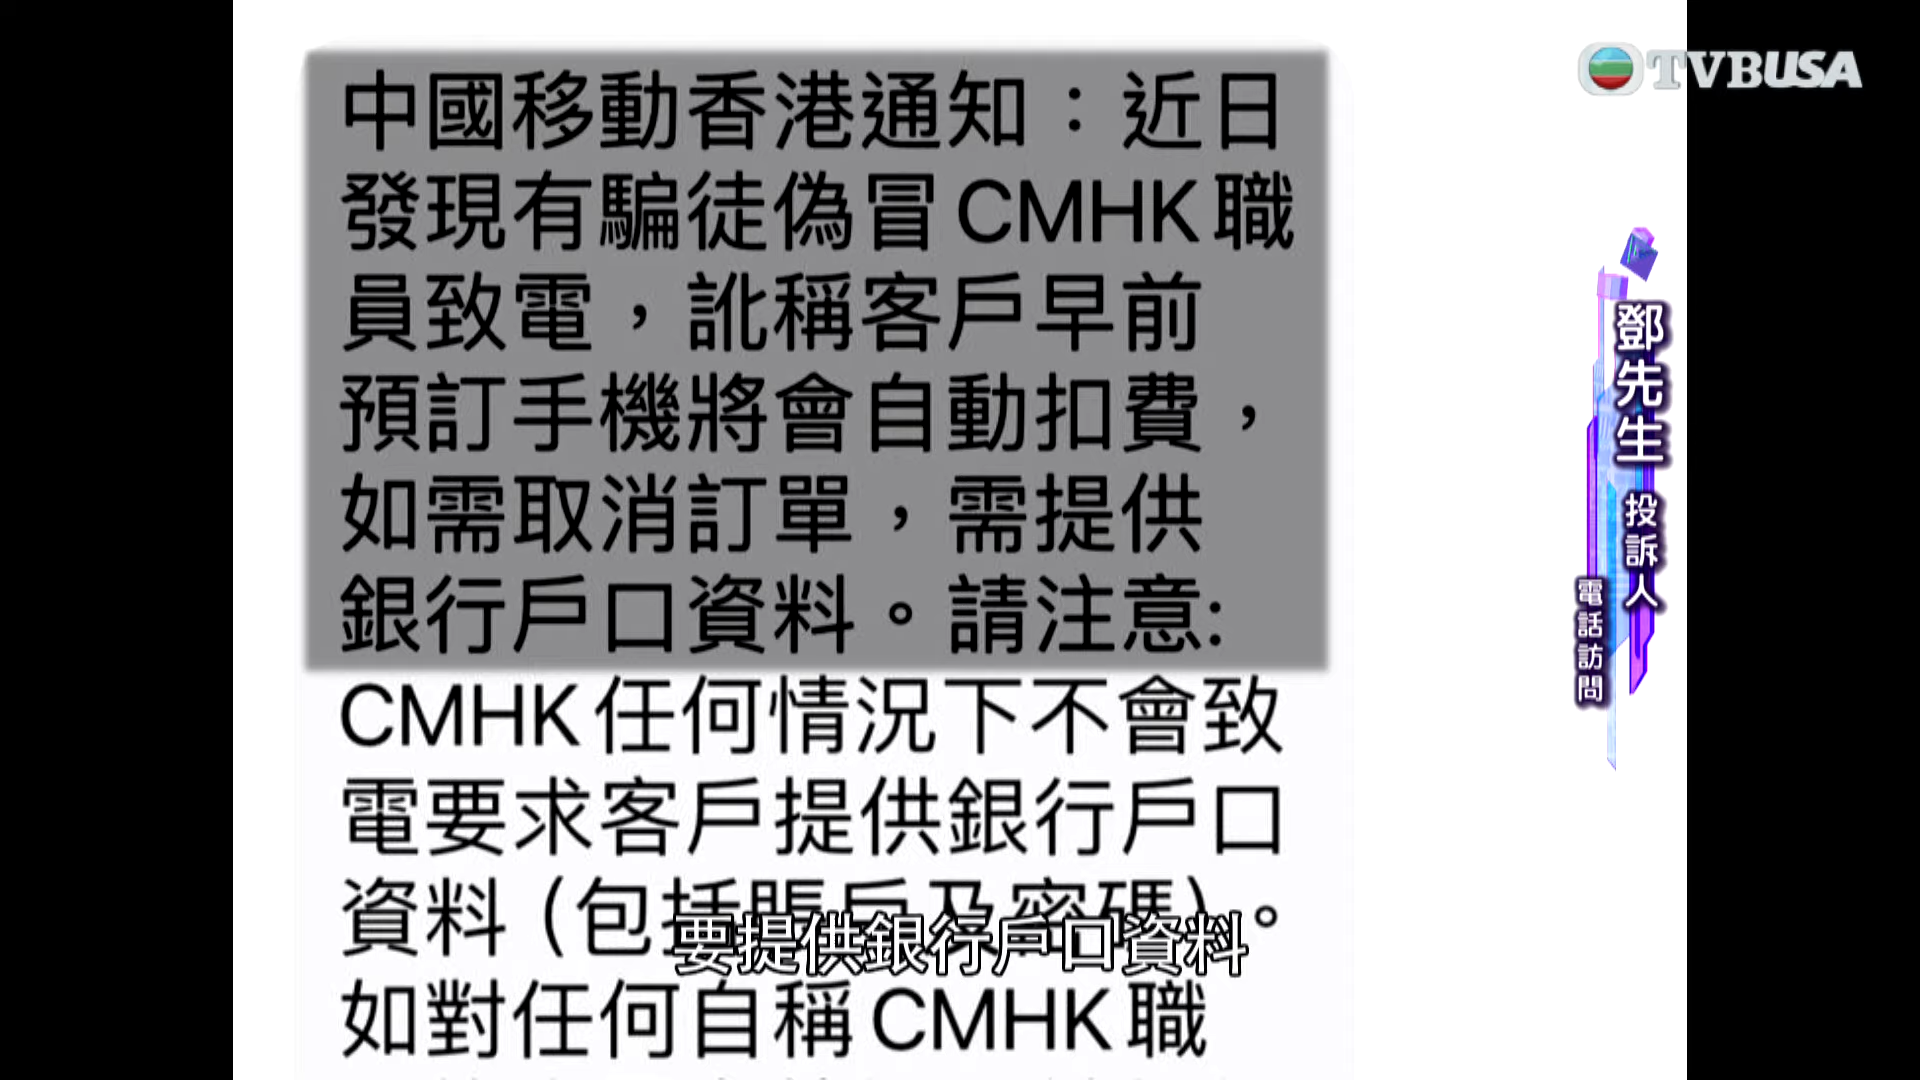 中國移動香港通知：近日
發現有騙徒偽冒CMHK職
員致電，訛稱客戶早前
預訂手機將會自動扣費，
如需取消訂單，需提供
銀行戶口資料。請注意:
CMHK任何情況下不會致
電要求客戶提供銀行戶口
資料（包括賬戶及密碼）。
要提供銀行戶口資料
如對任何自稱CMHK職
TVBUSA
鄧先生 投訴人
電話訪問